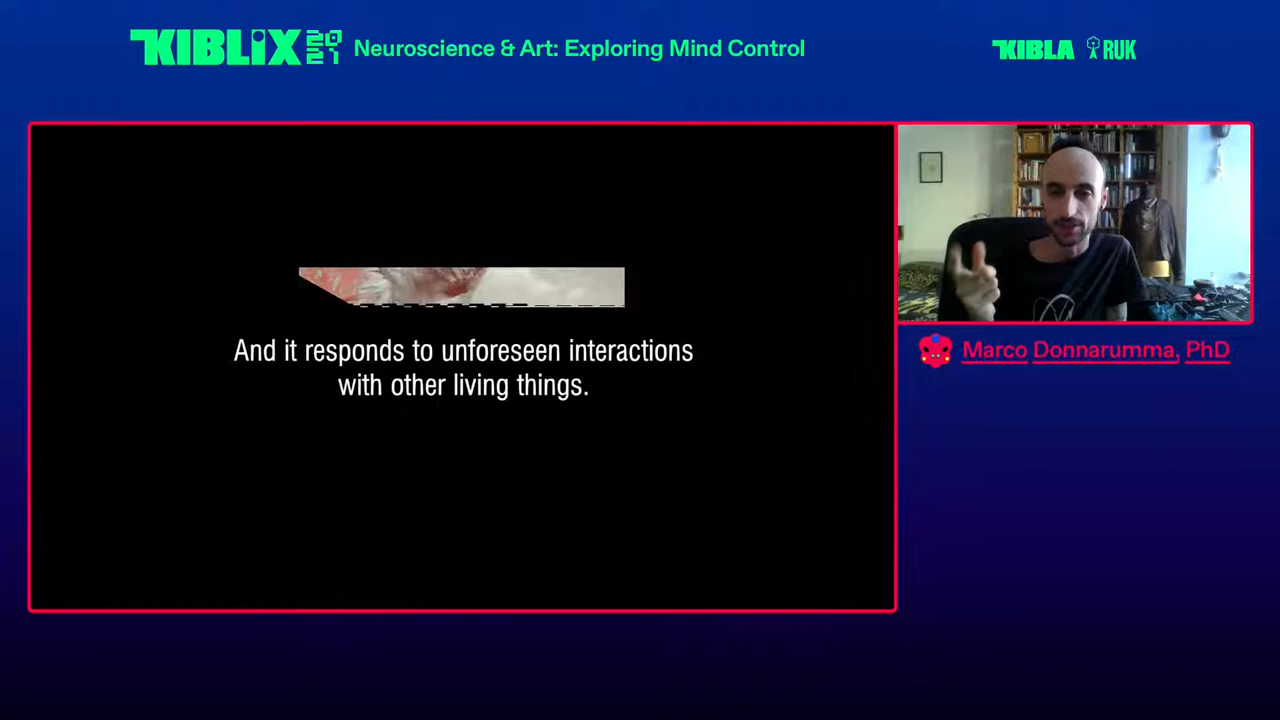 KIBLIX 2021 Neuroscience & Art: Exploring Mind Control
KIBLA RUK
And it responds to unforeseen interactions
with other living things.
Marco Donnarumma, PhD